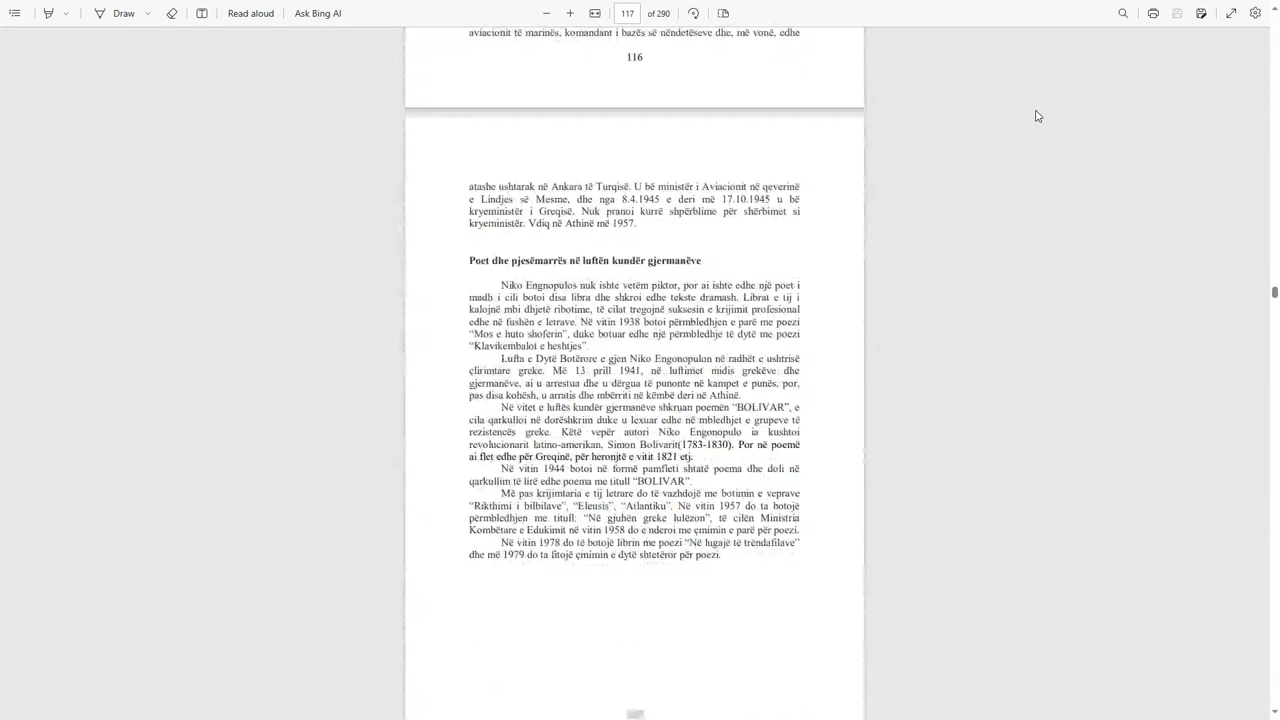 Draw
Read aloud
Ask Bing AI
117 of 290
aviacionit të marinës, komandant i bazës së nëndetëseve dhe, më vonë, edhe
116
atashe ushtarak në Ankara të Turqisë. U bë ministër i Aviacionit në qeverinë
e Lindjes së Mesme, dhe nga 8.4.1945 e deri më 17.10.1945 u bë
kryeministër i Greqisë. Nuk pranoi kurrë shpërblime për shërbimet si
kryeministër. Vdiq në Athinë më 1957.
Poet dhe pjesëmarrës në luftën kundër gjermanëve
Niko Engnopulos nuk ishte vetëm piktor, por ai ishte edhe një poet i
madh i cili botoi disa libra dhe shkroi edhe tekste dramash. Librat e tij i
kalojnë mbi dhjetë ribotime, të cilat tregojnë suksesin e krijimit profesional
edhe në fushën e letrave. Në vitin 1938 botoi përmbledhjen e parë me poezi
“Mos e huto shoferin”, duke botuar edhe një përmbledhje të dytë me poezi
“Klavikembalot e heshtjes”.
Lufta e Dytë Botërore e gjen Niko Engonopulon në radhët e ushtrisë
çlirimtare greke. Më 13 prill 1941, në luftimet midis grekëve dhe
gjermanëve, ai u arrestua dhe u dërgua të punonte në kampet e punës, por,
pas disa kohësh, u arratis dhe mbërriti në këmbë deri në Athinë.
Në vitet e luftës kundër gjermanëve shkruan poemën “BOLIVAR”, e
cila qarkulloi në dorëshkrim duke u lexuar edhe në mbledhjet e grupeve të
rezistencës greke. Këtë vepër autori Niko Engonopulo ia kushtoi
revolucionarit latino-amerikan, Simon Bolivarit(1783-1830). Por në poemë
ai flet edhe për Greqinë, për heronjtë e vitit 1821 etj.
Në vitin 1944 botoi në formë pamfleti shtatë poema dhe doli në
qarkullim të lirë edhe poema me titull “BOLIVAR”.
Më pas krijimtaria e tij letrare do të vazhdojë me botimin e veprave
“Rikthimi i bilbilave”, “Eleusis”, “Atlantiku”. Në vitin 1957 do ta botojë
përmbledhjen me titull: “Në gjuhën greke lulëzon”, të cilën Ministria
Kombëtare e Edukimit në vitin 1958 do e nderoi me çmimin e parë për poezi.
Në vitin 1978 do të botojë librin me poezi “Në lugajë të trëndafilave”
dhe më 1979 do ta fitojë çmimin e dytë shtetëror për poezi.